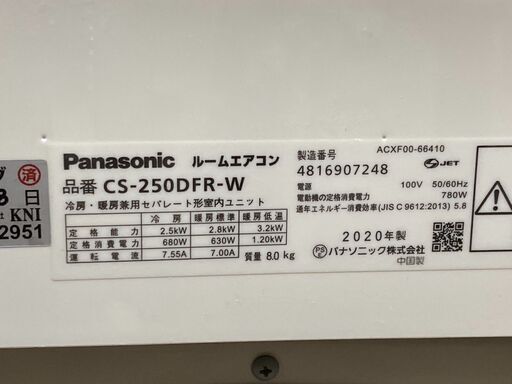 Panasonic ルームエアコン
品番 CS-250DFR-W
冷房・暖房兼用セパレート形室内ユニット
冷房標準 暖房標準 暖房低温
定格能力 2.5kW 2.8kW 3.2kW
定格消費電力 680W 630W 1.20kW
運転電流 7.55A 7.00A
質量 8.0kg
ACXF00-66410
製造番号
4816907248
JET
電源 100V 50/60Hz
電動機の定格消費電力 780W
通年エネルギー消費効率(JIS C 9612:2013) 5.8
2020年製
PSE パナソニック株式会社
中国製
済
日
KNI
2951